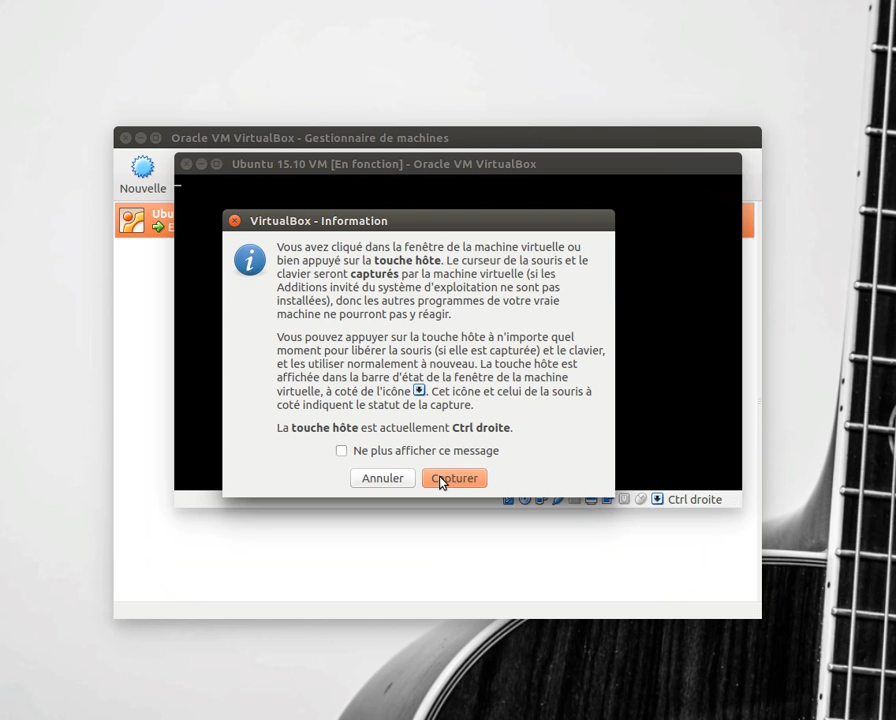 Oracle VM VirtualBox - Gestionnaire de machines
Ubuntu 15.10 VM [En fonction] - Oracle VM VirtualBox
Nouvelle
VirtualBox - Information
Vous avez cliqué dans la fenêtre de la machine virtuelle ou
bien appuyé sur la touche hôte. Le curseur de la souris et le
clavier seront capturés par la machine virtuelle (si les
Additions invité du système d'exploitation ne sont pas
installées), donc les autres programmes de votre vraie
machine ne pourront pas y réagir.
Vous pouvez appuyer sur la touche hôte à n'importe quel
moment pour libérer la souris (si elle est capturée) et le clavier,
et les utiliser normalement à nouveau. La touche hôte est
affichée dans la barre d'état de la fenêtre de la machine
virtuelle, à coté de l'icône . Cet icône et celui de la souris à
coté indiquent le statut de la capture.
La touche hôte est actuellement Ctrl droite.
Ne plus afficher ce message
Annuler
Capturer
Ctrl droite